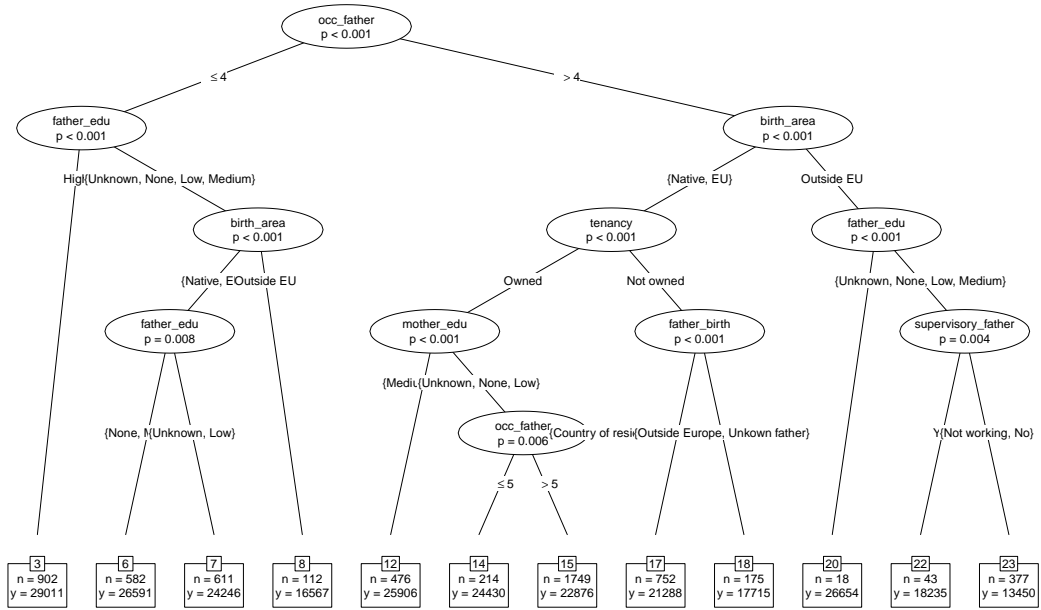 occ_father
p < 0.001
≤ 4
> 4
father_edu
p < 0.001
birth_area
p < 0.001
{Unknown, None, Low, Medium}
{Native, EU}
Outside EU
birth_area
p < 0.001
tenancy
p < 0.001
father_edu
p < 0.001
{Native, E
Outside EU
Owned
Not owned
{Unknown, None, Low, Medium}
father_edu
p = 0.008
mother_edu
p < 0.001
father_birth
p < 0.001
supervisory_father
p = 0.004
{Unknown, None, Low}
{None,
{Unknown, Low}
occ_father
p = 0.006
{Country of resi
{Outside Europe, Unkown father}
Y
{Not working, No}
≤ 5
> 5
3
n = 902
y = 29011
6
n = 582
y = 26591
7
n = 611
y = 24246
8
n = 112
y = 16567
12
n = 476
y = 25906
14
n = 214
y = 24430
15
n = 1749
y = 22876
17
n = 752
y = 21288
18
n = 175
y = 17715
20
n = 18
y = 26654
22
n = 43
y = 18235
23
n = 377
y = 13450